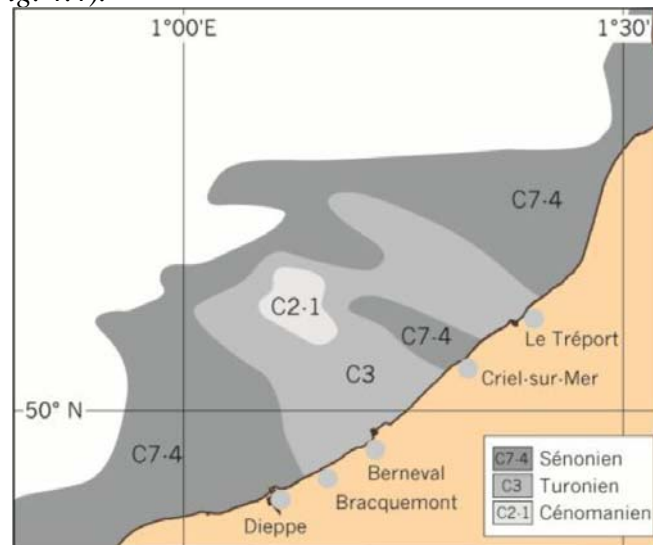 1°00'E
1°30'
C7·4
C2·1
C7·4
Le Tréport
C3
Criel-sur-Mer
50° N
C7·4
Berneval
Bracquemont
Dieppe
C7·4 Sénonien
C3 Turonien
C2·1 Cénomanien